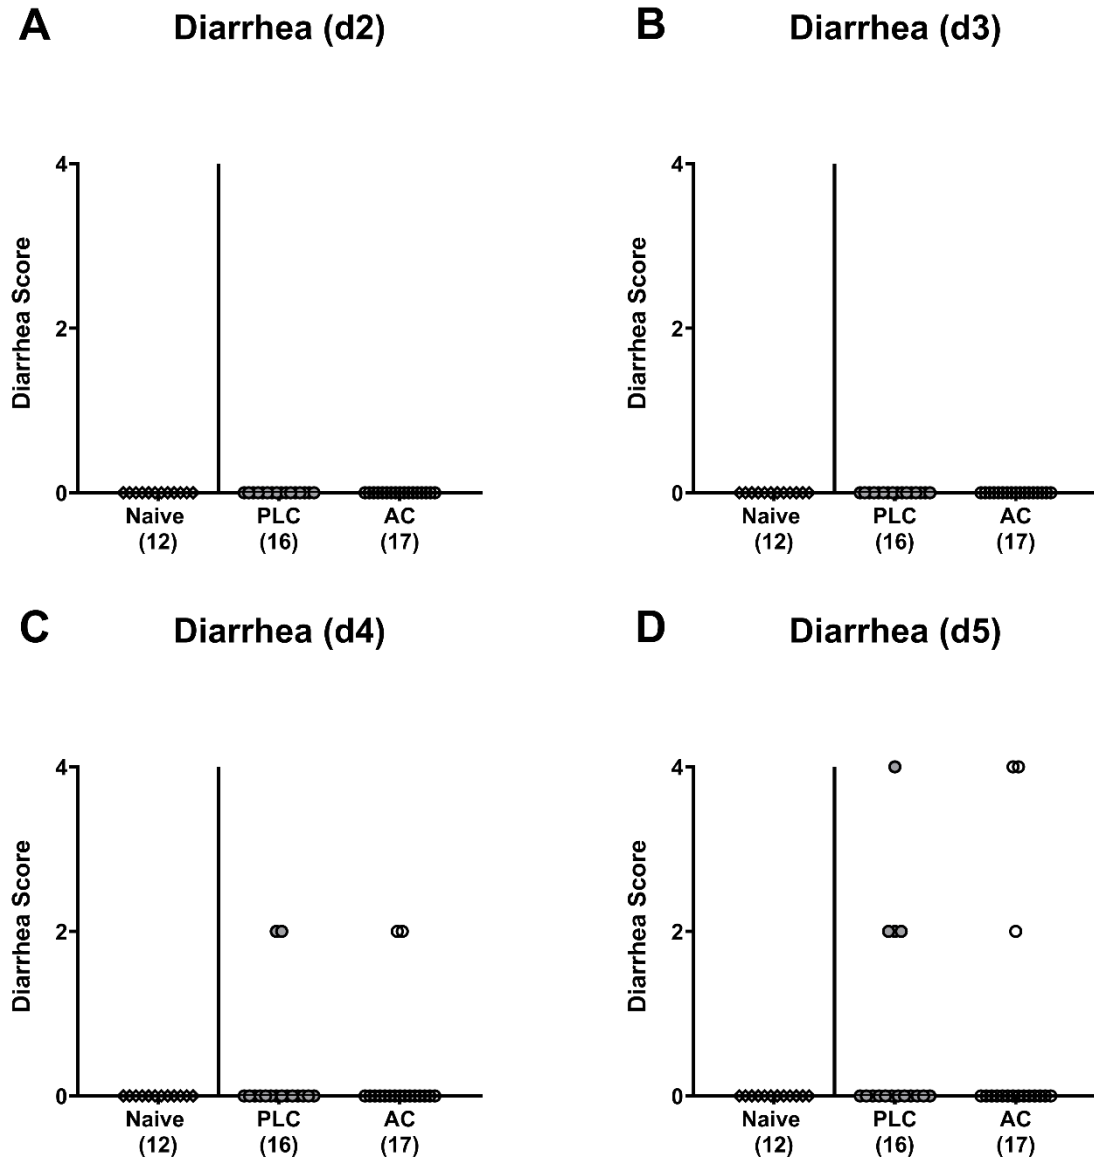 A Diarrhea (d2)
4
2
0
Diarrhea Score
Naive PLC AC
(12) (16) (17)
B Diarrhea (d3)
4
2
0
Diarrhea Score
Naive PLC AC
(12) (16) (17)
C Diarrhea (d4)
4
2
0
Diarrhea Score
Naive PLC AC
(12) (16) (17)
D Diarrhea (d5)
4
2
0
Diarrhea Score
Naive PLC AC
(12) (16) (17)